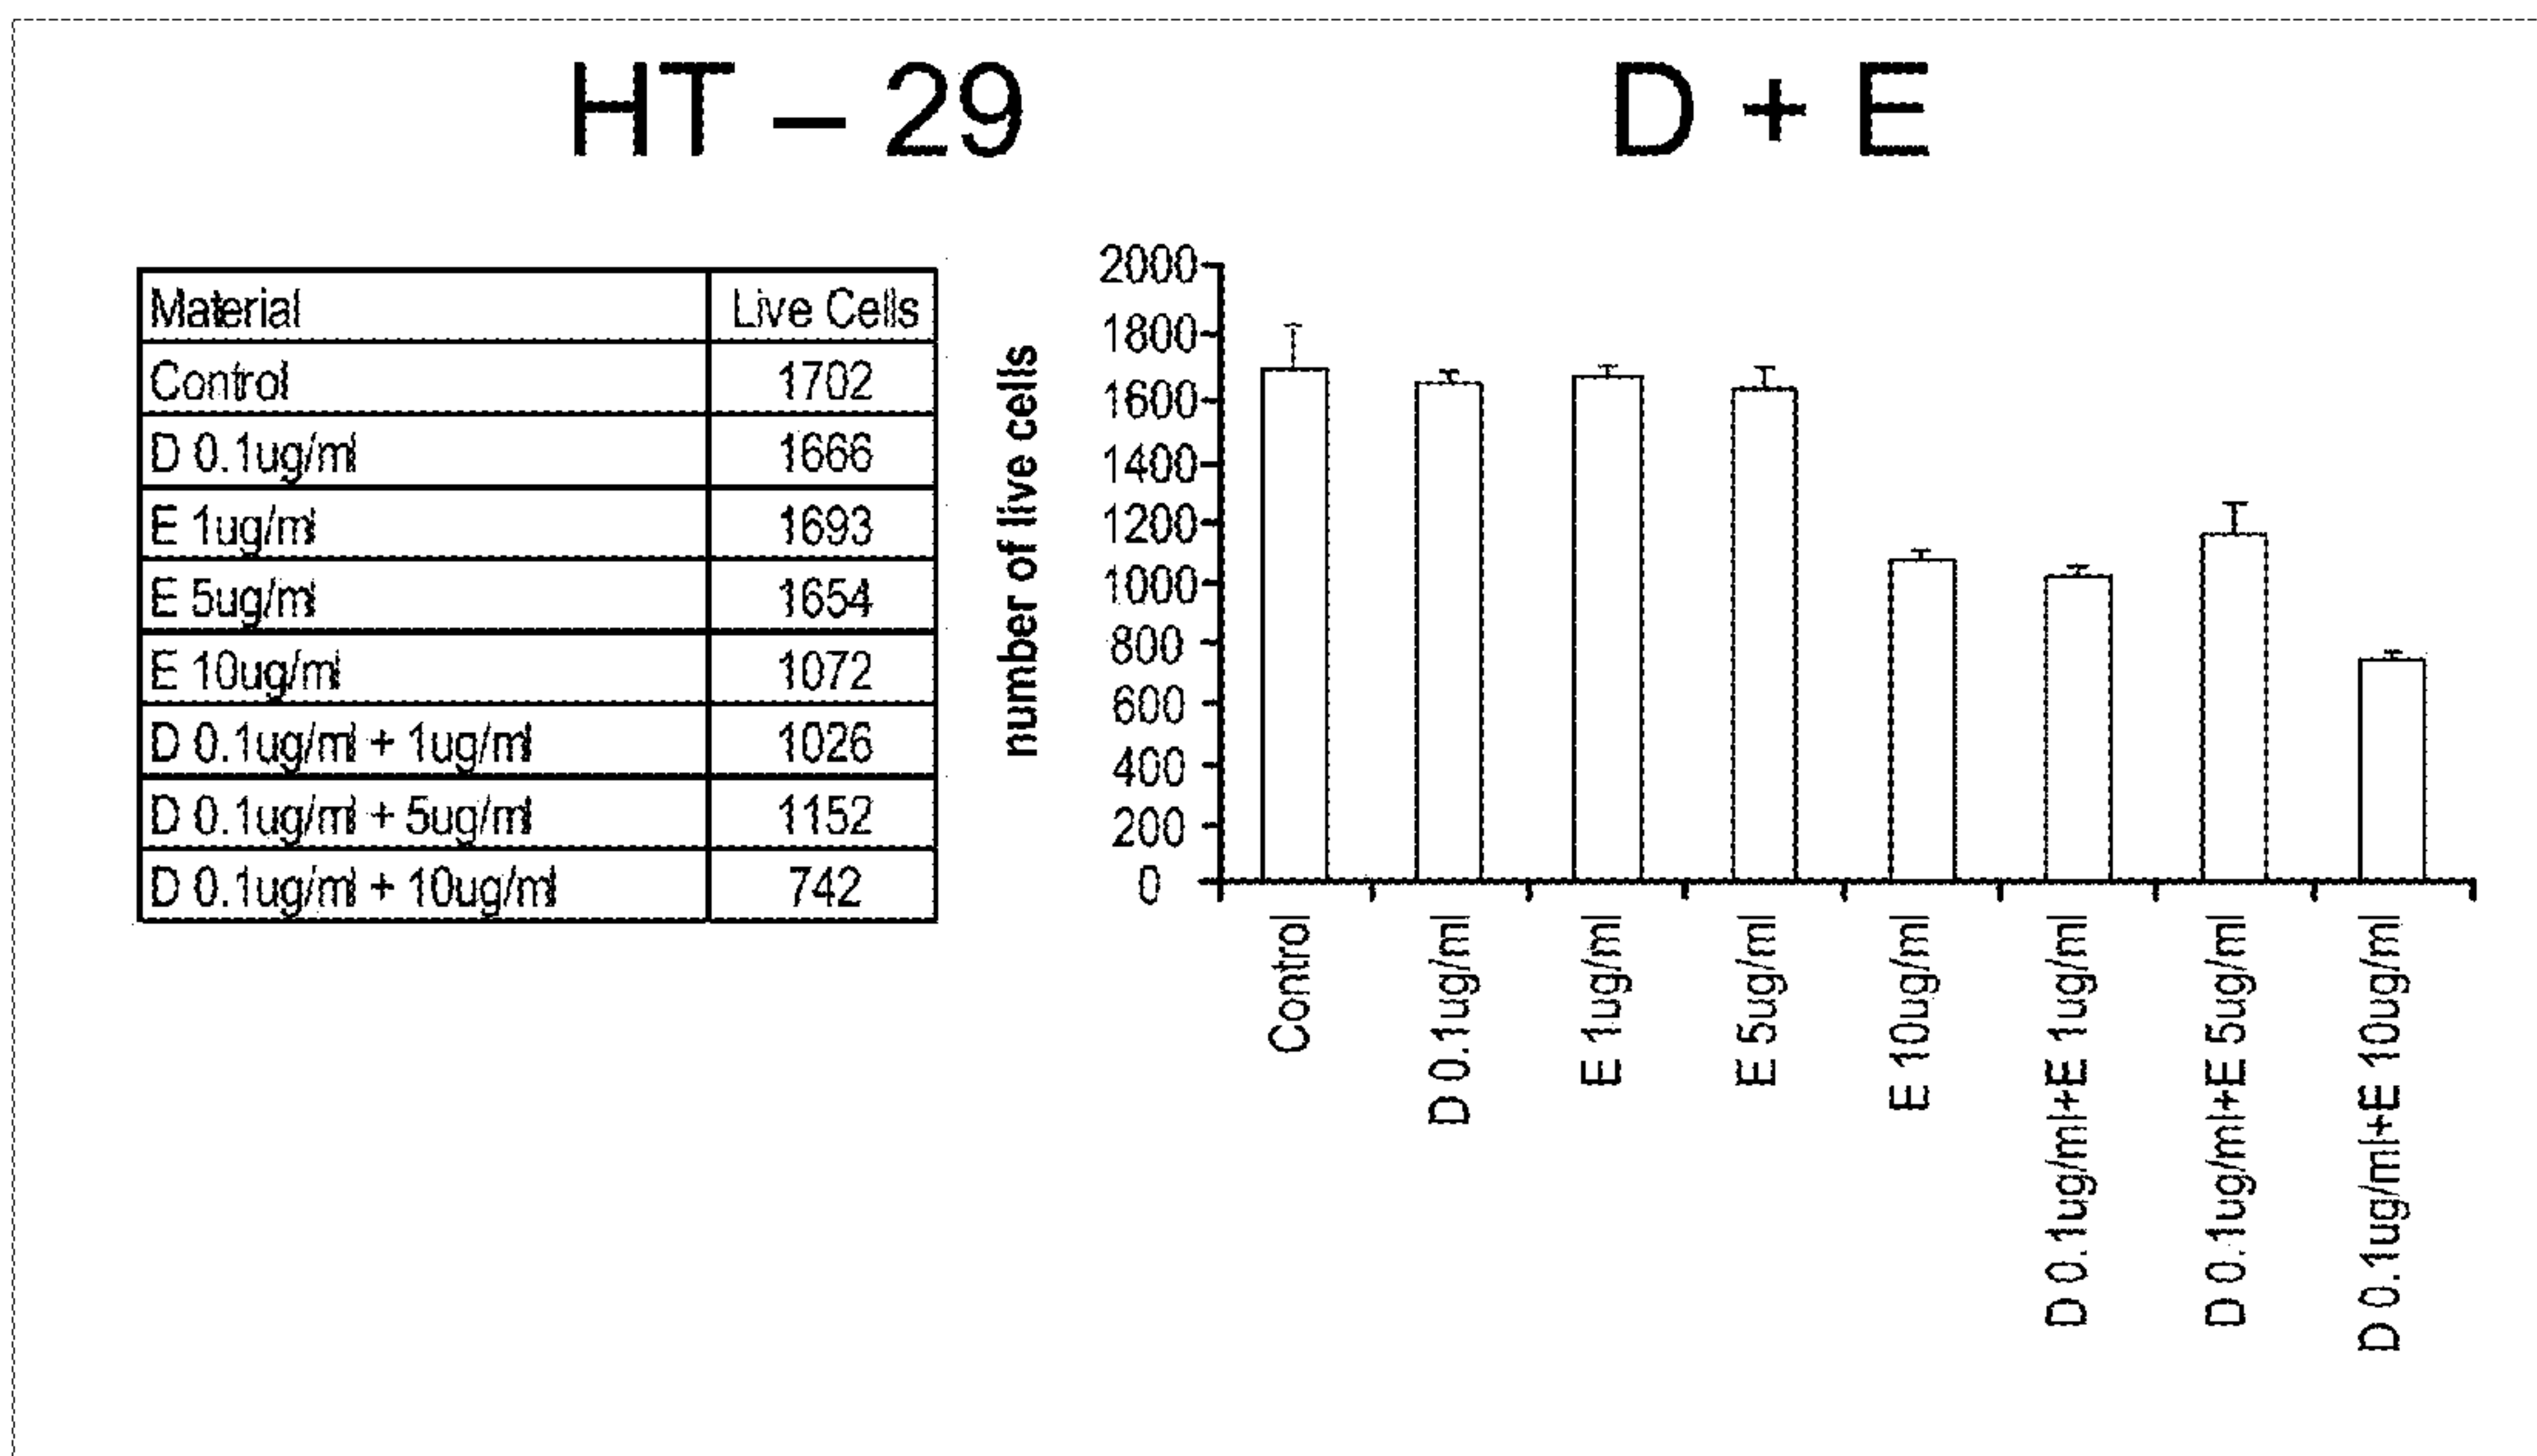 HT – 29
D + E
Material Live Cells
Control 1702
D 0.1ug/ml 1666
E 1ug/ml 1693
E 5ug/ml 1654
E 10ug/ml 1072
D 0.1ug/ml + 1ug/ml 1026
D 0.1ug/ml + 5ug/ml 1152
D 0.1ug/ml + 10ug/ml 742
number of live cells
2000
1800
1600
1400
1200
1000
800
600
400
200
0
Control
D 0.1ug/ml
E 1ug/ml
E 5ug/ml
E 10ug/ml
D 0.1ug/ml+E 1ug/ml
D 0.1ug/ml+E 5ug/ml
D 0.1ug/ml+E 10ug/ml